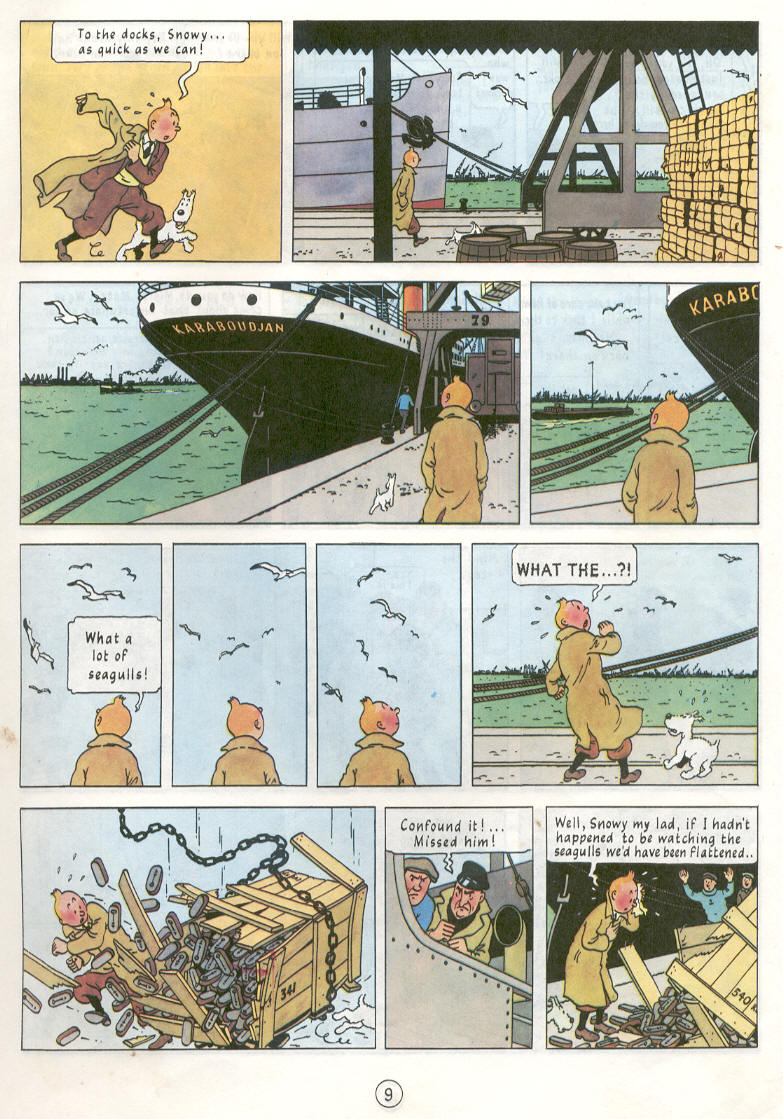 To the docks, Snowy...
as quick as we can!
KARABOUDJAN
79
KARABO
What a
lot of
seagulls!
WHAT THE...?!
341
Confound it!...
Missed him!
Well, Snowy my lad, if I hadn't
happened to be watching the
seagulls we'd have been flattened..
540
9